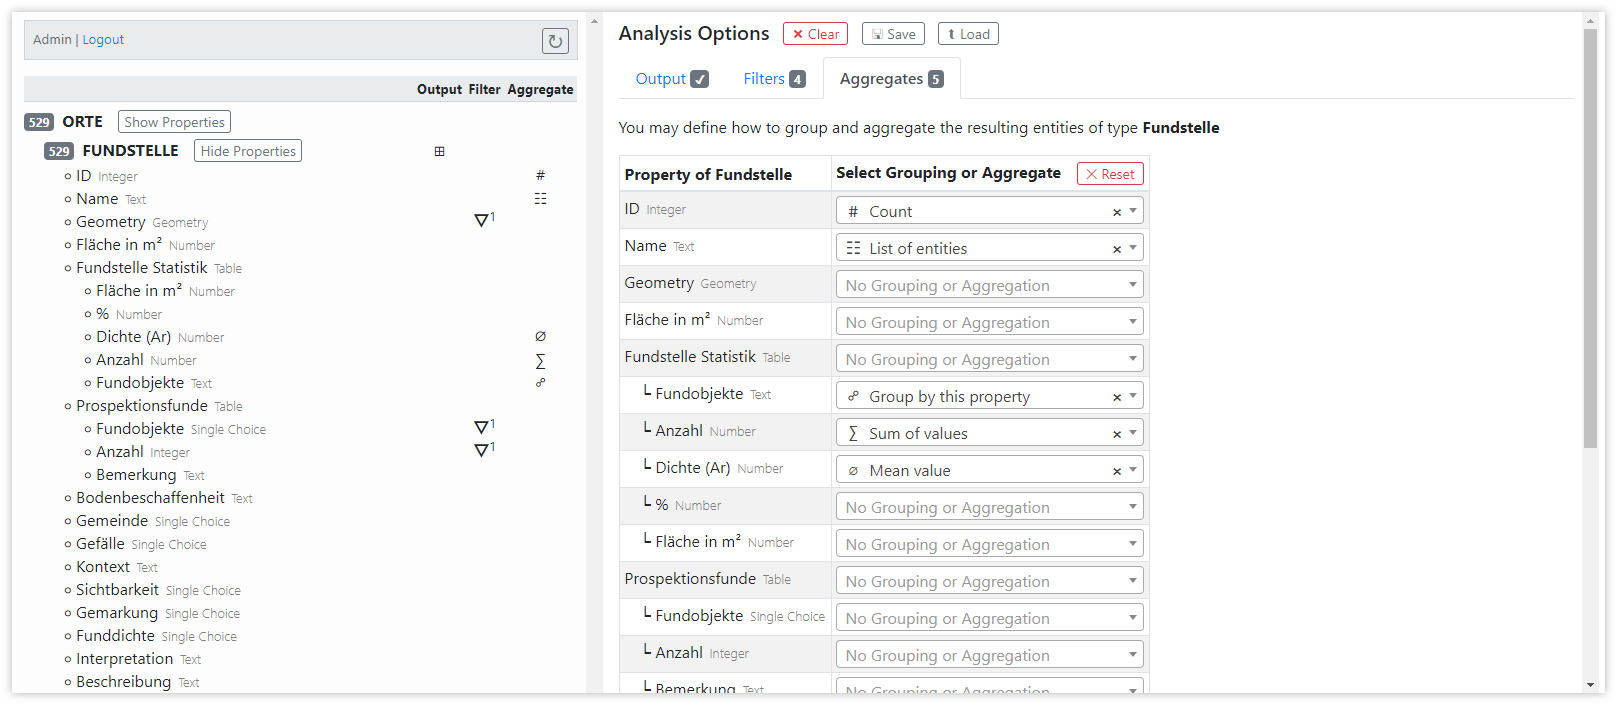 Admin | Logout
Output Filter Aggregate
529 ORTE Show Properties
529 FUNDSTELLE Hide Properties
ID Integer #
Name Text
Geometry Geometry 1
Fläche in m² Number
Fundstelle Statistik Table
Fläche in m² Number
% Number
Dichte (Ar) Number ∅
Anzahl Number ∑
Fundobjekte Text
Prospektionsfunde Table
Fundobjekte Single Choice 1
Anzahl Integer 1
Bemerkung Text
Bodenbeschaffenheit Text
Gemeinde Single Choice
Gefälle Single Choice
Kontext Text
Sichtbarkeit Single Choice
Gemarkung Single Choice
Funddichte Single Choice
Interpretation Text
Beschreibung Text
Analysis Options Clear Save Load
Output ✓ Filters 4 Aggregates 5
You may define how to group and aggregate the resulting entities of type Fundstelle
Property of Fundstelle Select Grouping or Aggregate Reset
ID Integer # Count ×
Name Text List of entities ×
Geometry Geometry No Grouping or Aggregation
Fläche in m² Number No Grouping or Aggregation
Fundstelle Statistik Table No Grouping or Aggregation
Fundobjekte Text Group by this property ×
Anzahl Number ∑ Sum of values ×
Dichte (Ar) Number ∅ Mean value ×
% Number No Grouping or Aggregation
Fläche in m² Number No Grouping or Aggregation
Prospektionsfunde Table No Grouping or Aggregation
Fundobjekte Single Choice No Grouping or Aggregation
Anzahl Integer No Grouping or Aggregation
Bemerkung Text No Grouping or Aggregation